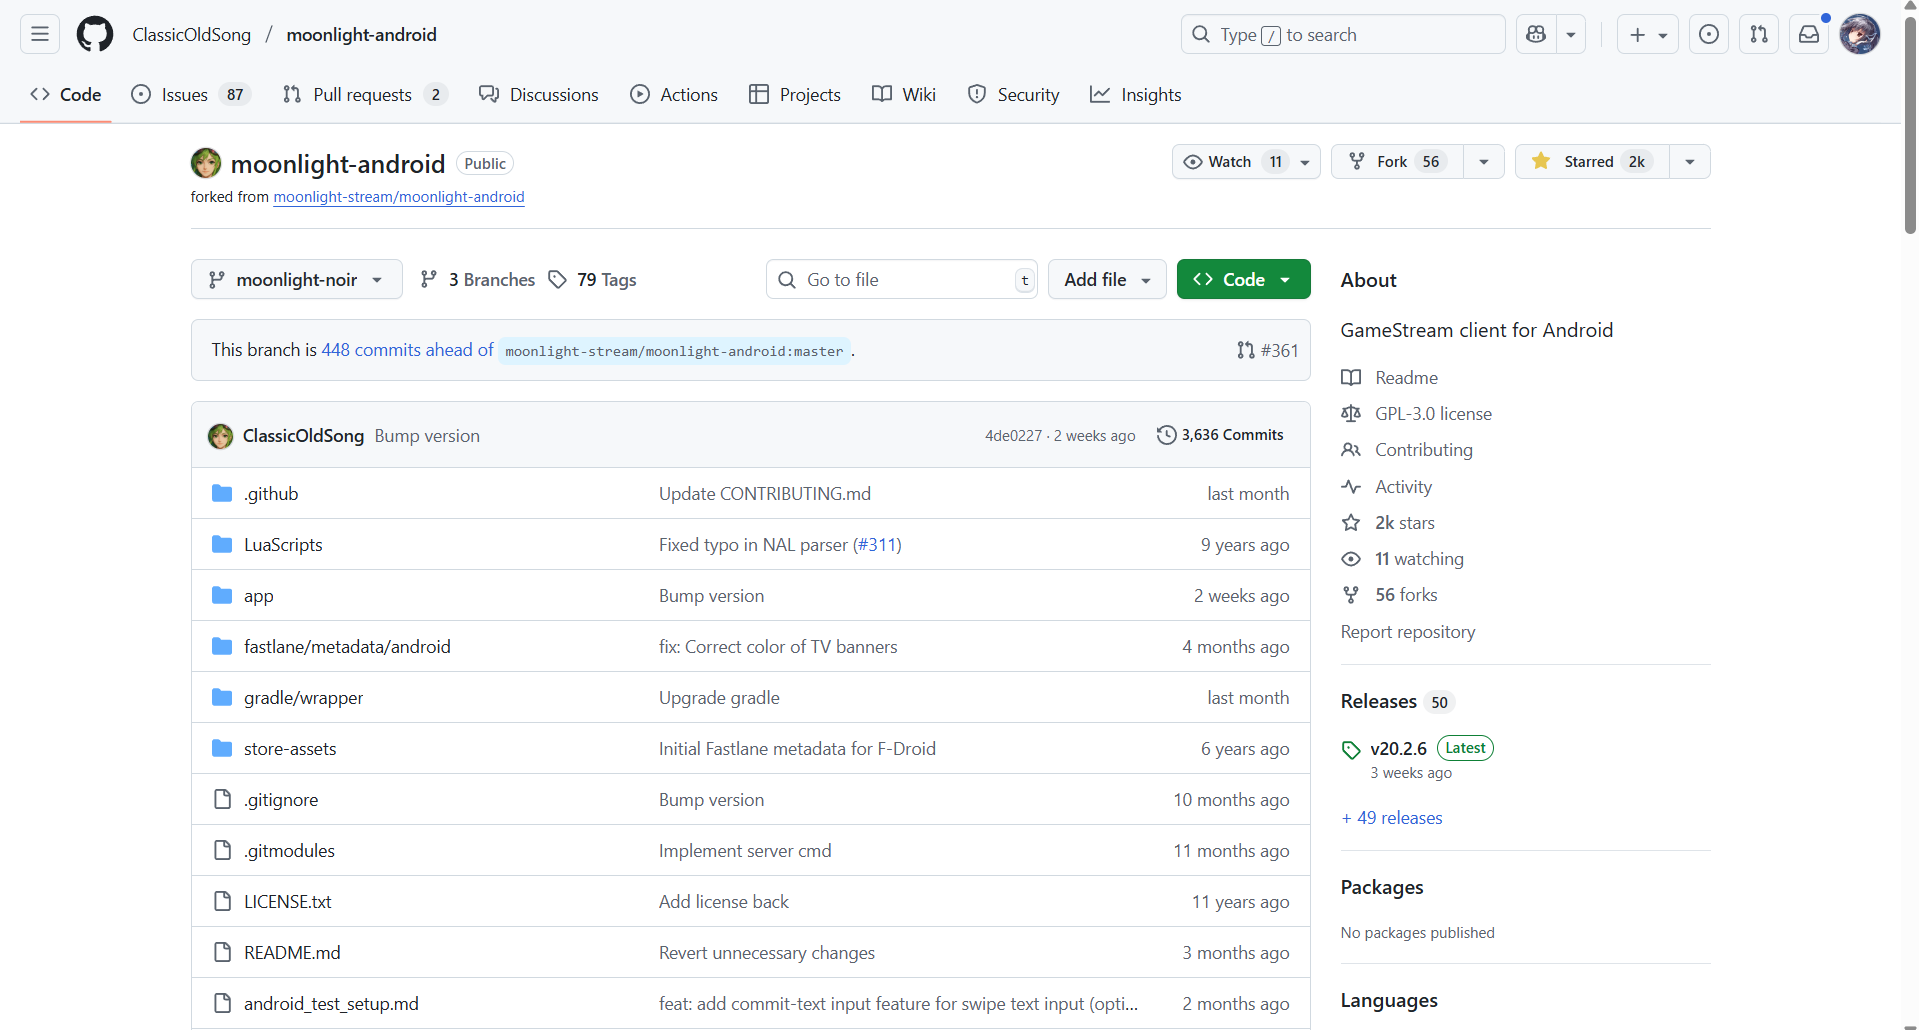 ClassicOldSong / moonlight-android
Type / to search
Code
Issues 87
Pull requests 2
Discussions
Actions
Projects
Wiki
Security
Insights
moonlight-android Public
Watch 11
Fork 56
Starred 2k
forked from moonlight-stream/moonlight-android
moonlight-noir
3 Branches
79 Tags
Go to file t
Add file
Code
This branch is 448 commits ahead of moonlight-stream/moonlight-android:master .
#361
ClassicOldSong Bump version 4de0227 · 2 weeks ago 3,636 Commits
.github Update CONTRIBUTING.md last month
LuaScripts Fixed typo in NAL parser (#311) 9 years ago
app Bump version 2 weeks ago
fastlane/metadata/android fix: Correct color of TV banners 4 months ago
gradle/wrapper Upgrade gradle last month
store-assets Initial Fastlane metadata for F-Droid 6 years ago
.gitignore Bump version 10 months ago
.gitmodules Implement server cmd 11 months ago
LICENSE.txt Add license back 11 years ago
README.md Revert unnecessary changes 3 months ago
android_test_setup.md feat: add commit-text input feature for swipe text input (opti... 2 months ago
About
GameStream client for Android
Readme
GPL-3.0 license
Contributing
Activity
2k stars
11 watching
56 forks
Report repository
Releases 50
v20.2.6 Latest
3 weeks ago
+ 49 releases
Packages
No packages published
Languages